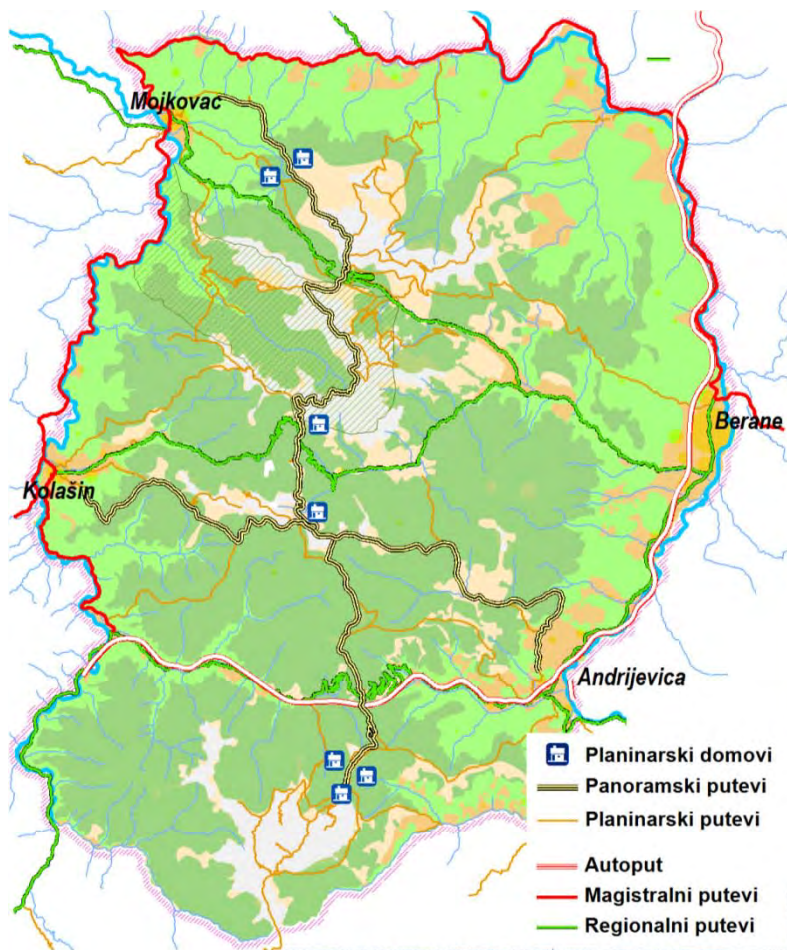 Mojkovac
Berane
Kolašin
Andrijevica
Planinarski domovi
Panoramski putevi
Planinarski putevi
Autoput
Magistralni putevi
Regionalni putevi